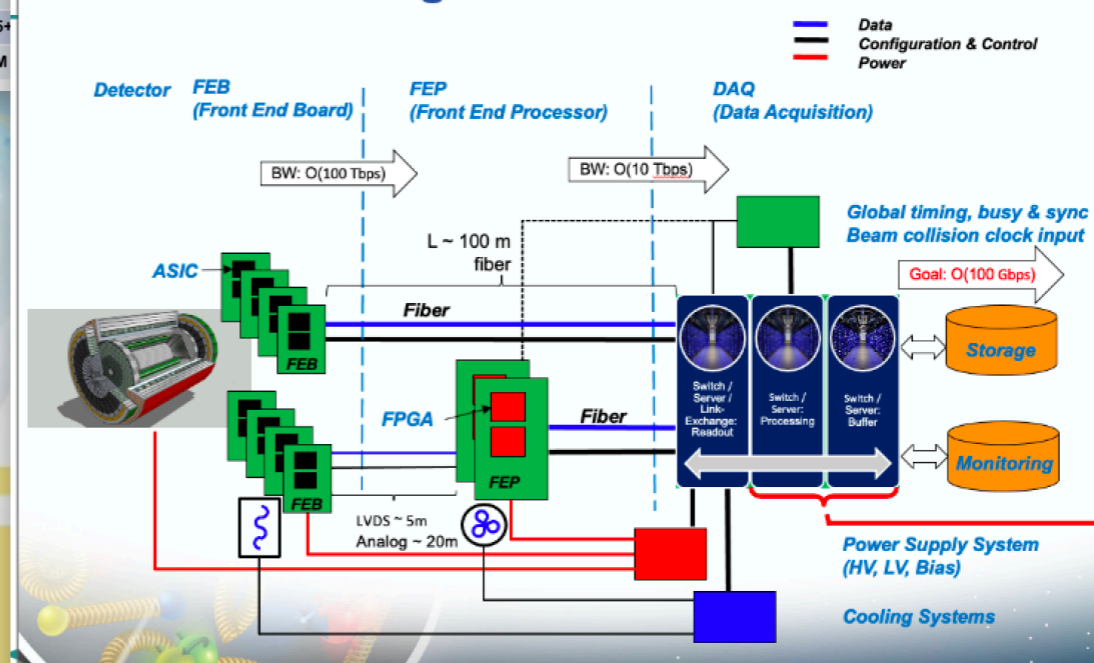 Data
Configuration & Control
Power
Detector
FEB
(Front End Board)
FEP
(Front End Processor)
DAQ
(Data Acquisition)
BW: O(100 Tbps)
BW: O(10 Tbps)
Global timing, busy & sync
Beam collision clock input
L ~ 100 m
fiber
Goal: O(100 Gbps)
ASIC
Fiber
FEB
Storage
Switch /
Server /
Link-
Exchange:
Readout
Switch /
Server:
Processing
Switch /
Server:
Buffer
FPGA
Fiber
Monitoring
FEP
FEB
LVDS ~ 5m
Analog ~ 20m
Power Supply System
(HV, LV, Bias)
Cooling Systems